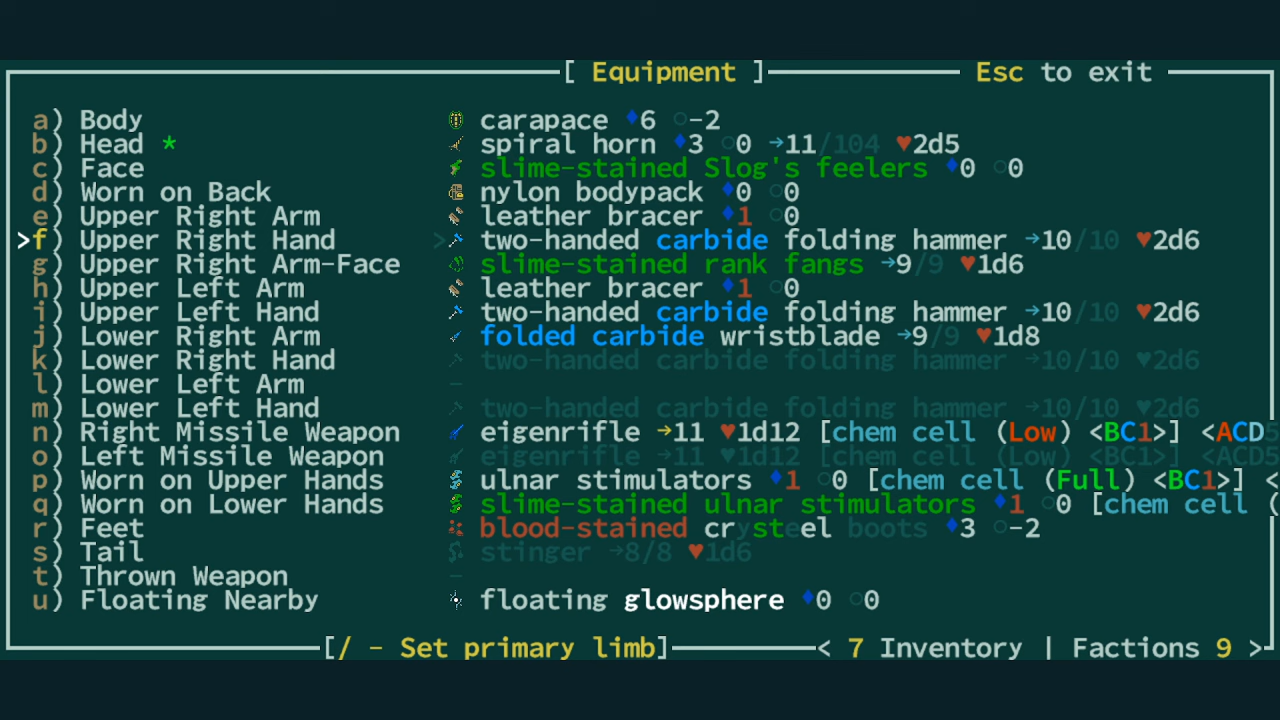 [ Equipment ] Esc to exit
a) Body carapace ♦6 ○-2
b) Head * spiral horn ♦3 ○0 →11/104 ♥2d5
c) Face slime-stained Slog's feelers ♦0 ○0
d) Worn on Back nylon bodypack ♦0 ○0
e) Upper Right Arm leather bracer ♦1 ○0
>f) Upper Right Hand > two-handed carbide folding hammer →10/10 ♥2d6
g) Upper Right Arm-Face slime-stained rank fangs →9/9 ♥1d6
h) Upper Left Arm leather bracer ♦1 ○0
i) Upper Left Hand two-handed carbide folding hammer →10/10 ♥2d6
j) Lower Right Arm folded carbide wristblade →9/9 ♥1d8
k) Lower Right Hand two-handed carbide folding hammer →10/10 ♥2d6
l) Lower Left Arm –
m) Lower Left Hand two-handed carbide folding hammer →10/10 ♥2d6
n) Right Missile Weapon eigenrifle →11 ♥1d12 [chem cell (Low) <BC1>] <ACD5
o) Left Missile Weapon eigenrifle →11 ♥1d12 [chem cell (Low) <BC1>] <ACD5
p) Worn on Upper Hands ulnar stimulators ♦1 ○0 [chem cell (Full) <BC1>] <
q) Worn on Lower Hands slime-stained ulnar stimulators ♦1 ○0 [chem cell (
r) Feet blood-stained crysteel boots ♦3 ○-2
s) Tail stinger →8/8 ♥1d6
t) Thrown Weapon –
u) Floating Nearby floating glowsphere ♦0 ○0
[/ - Set primary limb] < 7 Inventory | Factions 9 >